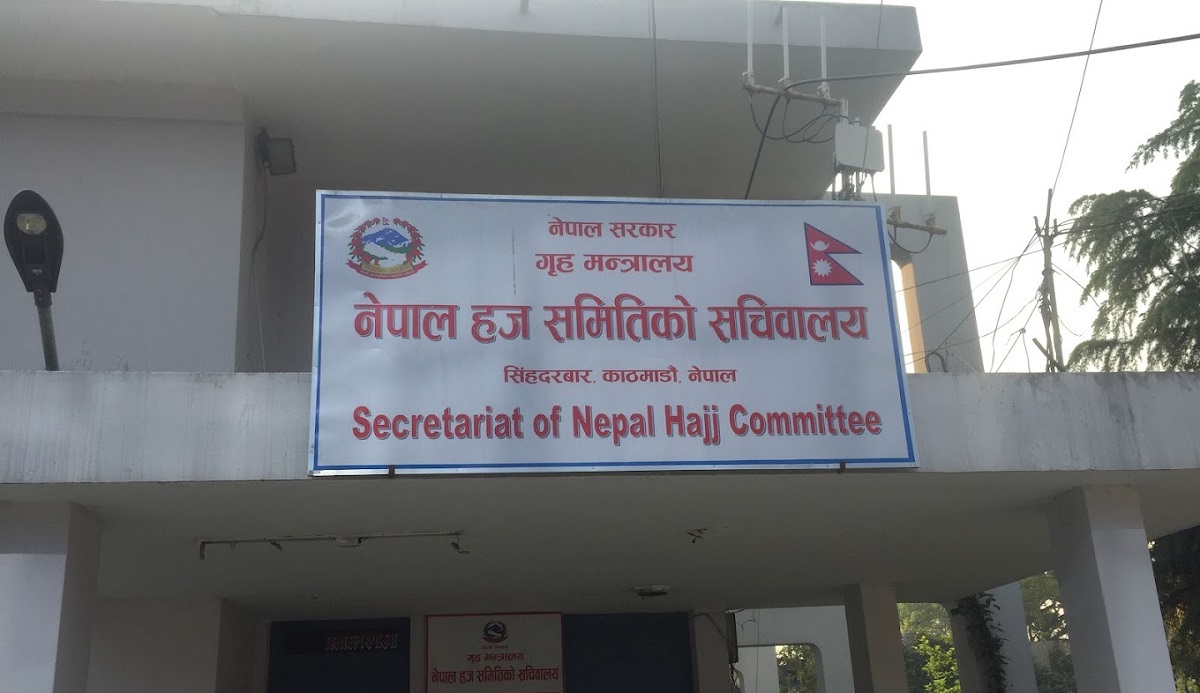 नेपाल सरकार
गृह मन्त्रालय
नेपाल हज समितिको सचिवालय
सिंहदरबार, काठमाडौं, नेपाल
Secretariat of Nepal Hajj Committee
गृह मन्त्रालय
नेपाल हज समितिको सचिवालय